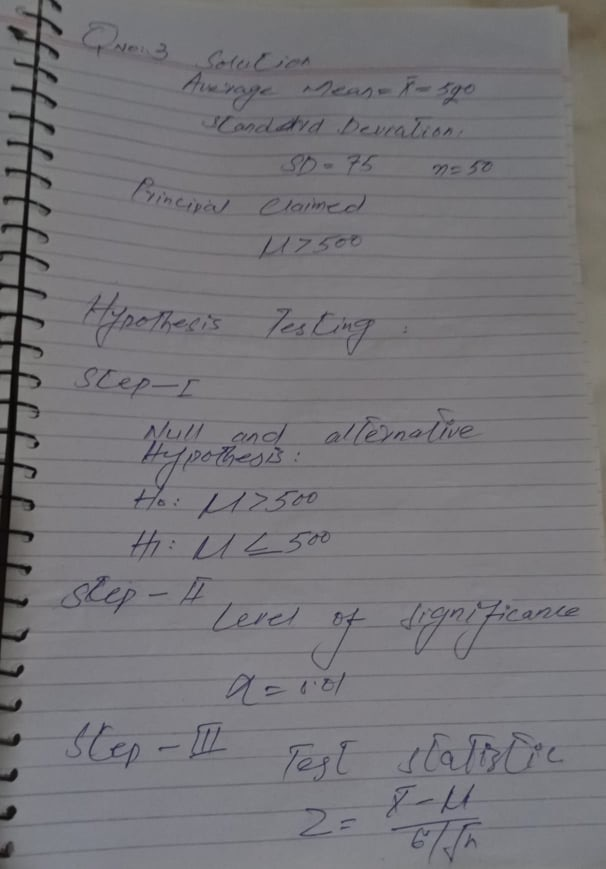 Q no: 3 Solution
Average Mean = x̄ = 520
Standard Deviation.
SD = 75 n = 50
Principal Claimed
μ > 500
Hypothesis Testing :
Step - I
Null and alternative
Hypothesis :
H₀: μ > 500
H₁: μ ≤ 500
Step - II
Level of significance
α = 0.01
Step - III Test statistic
Z = x̄ - μ
σ/√n